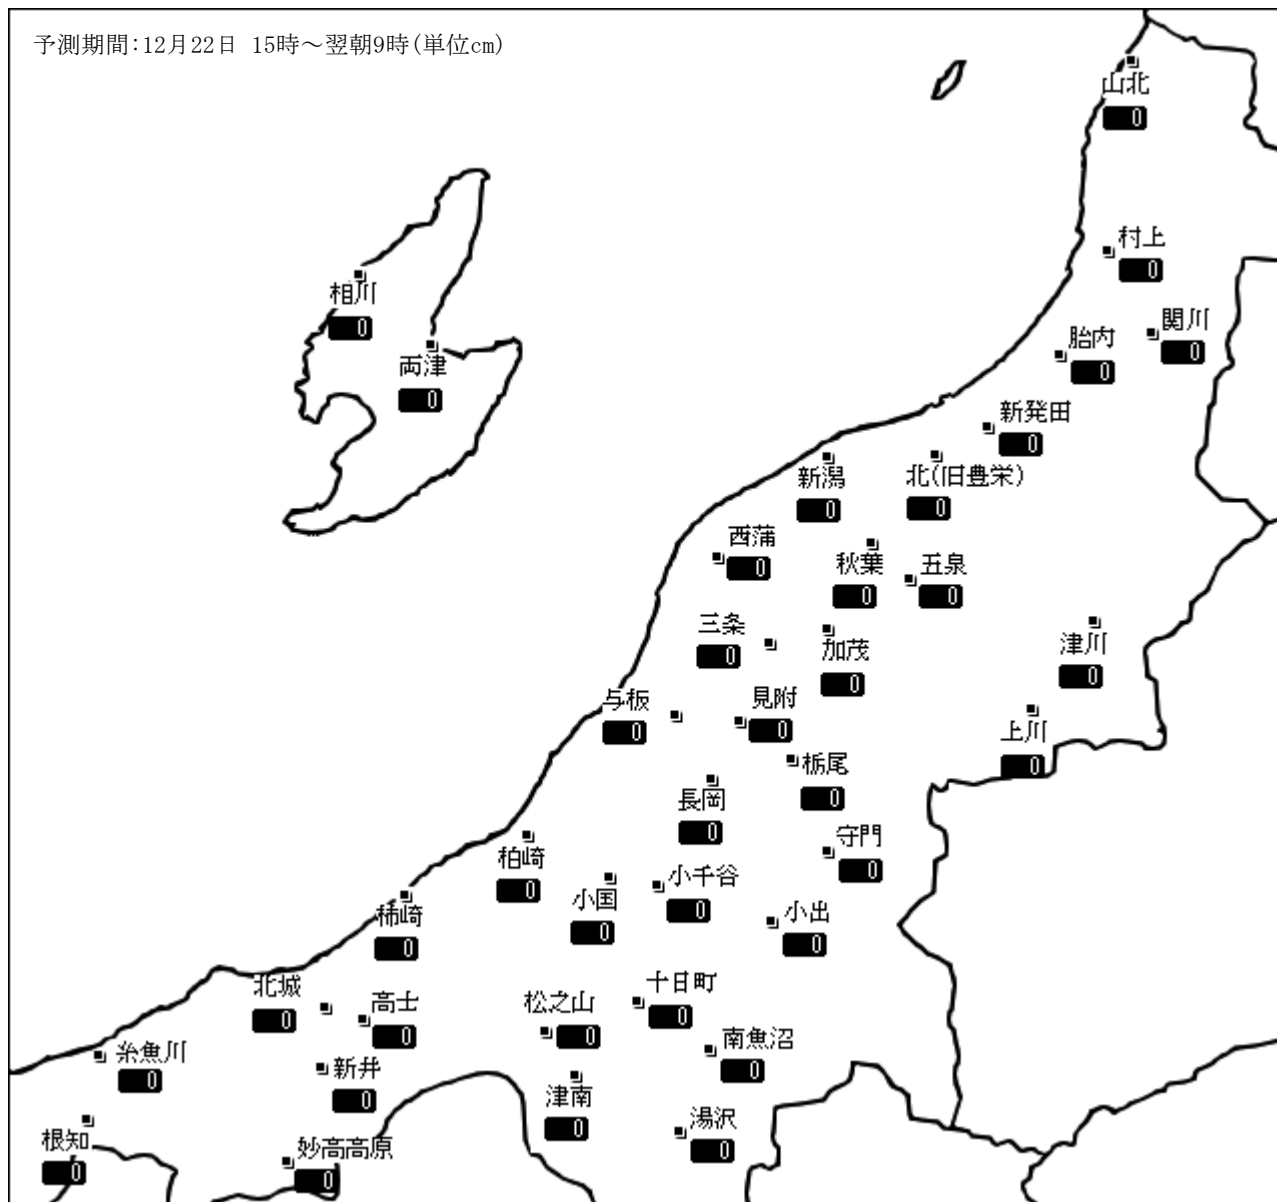 予測期間:12月22日 15時～翌朝9時(単位cm)
山北
0
村上
0
相川
0
関川
0
胎内
0
両津
0
新発田
0
新潟
0
北(旧豊栄)
0
西蒲
0
秋葉
0
五泉
0
三条
0
加茂
0
津川
0
与板
0
見附
0
上川
0
栃尾
0
長岡
0
守門
0
柏崎
0
小千谷
0
小国
0
小出
0
柿崎
0
北城
0
高士
0
松之山
0
十日町
0
南魚沼
0
糸魚川
0
新井
0
津南
0
湯沢
0
根知
0
妙高高原
0